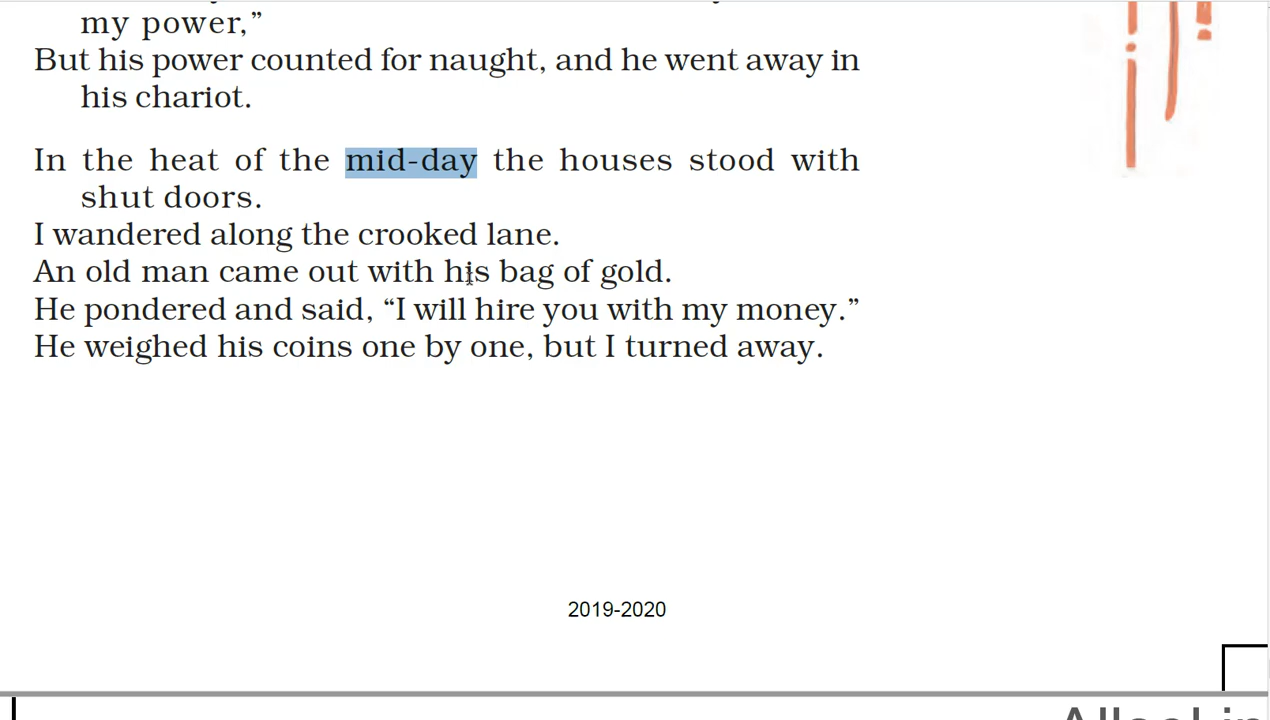 my power,”
But his power counted for naught, and he went away in
his chariot.
In the heat of the mid-day the houses stood with
shut doors.
I wandered along the crooked lane.
An old man came out with his bag of gold.
He pondered and said, “I will hire you with my money.”
He weighed his coins one by one, but I turned away.
2019-2020